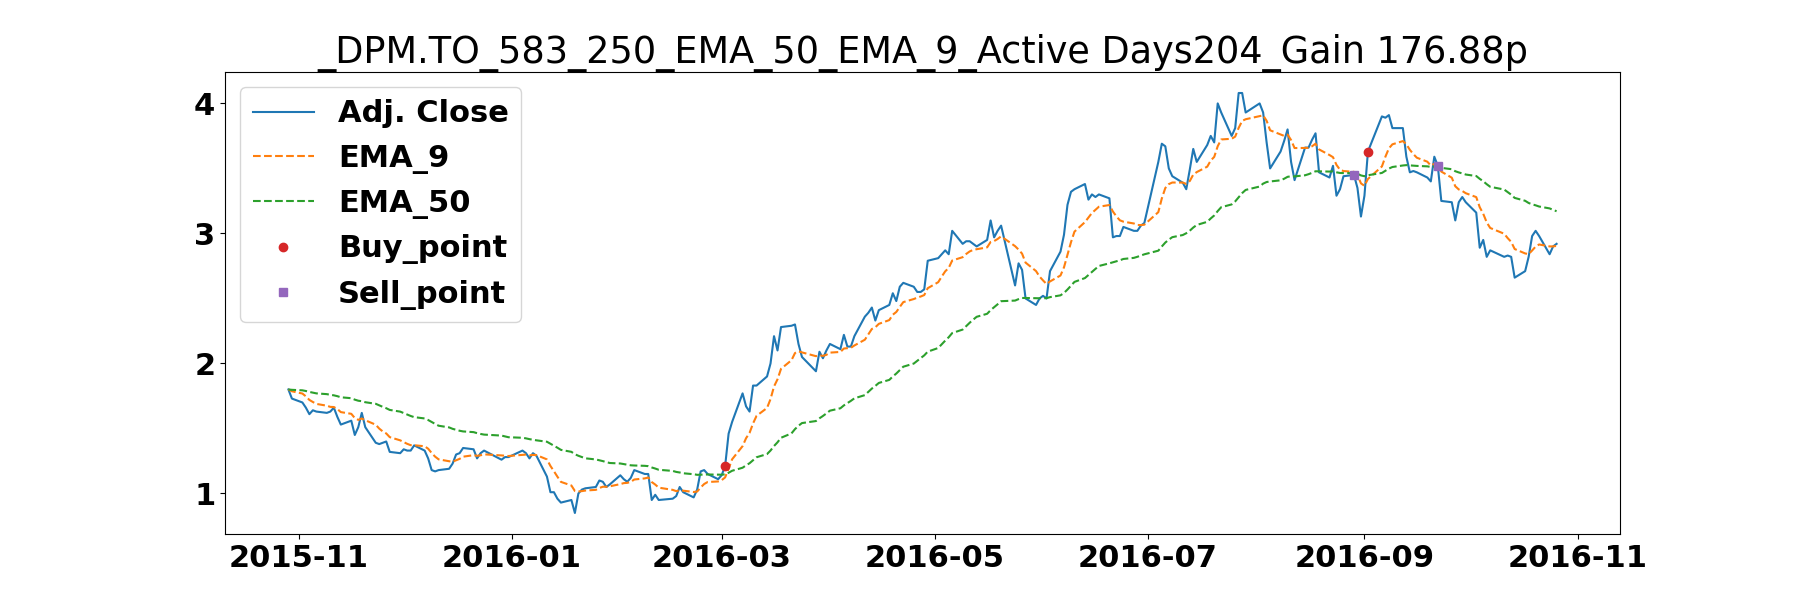 _DPM.TO_583_250_EMA_50_EMA_9_Active Days204_Gain 176.88p
Adj. Close
EMA_9
EMA_50
Buy_point
Sell_point
4
3
2
1
2015-11 2016-01 2016-03 2016-05 2016-07 2016-09 2016-11